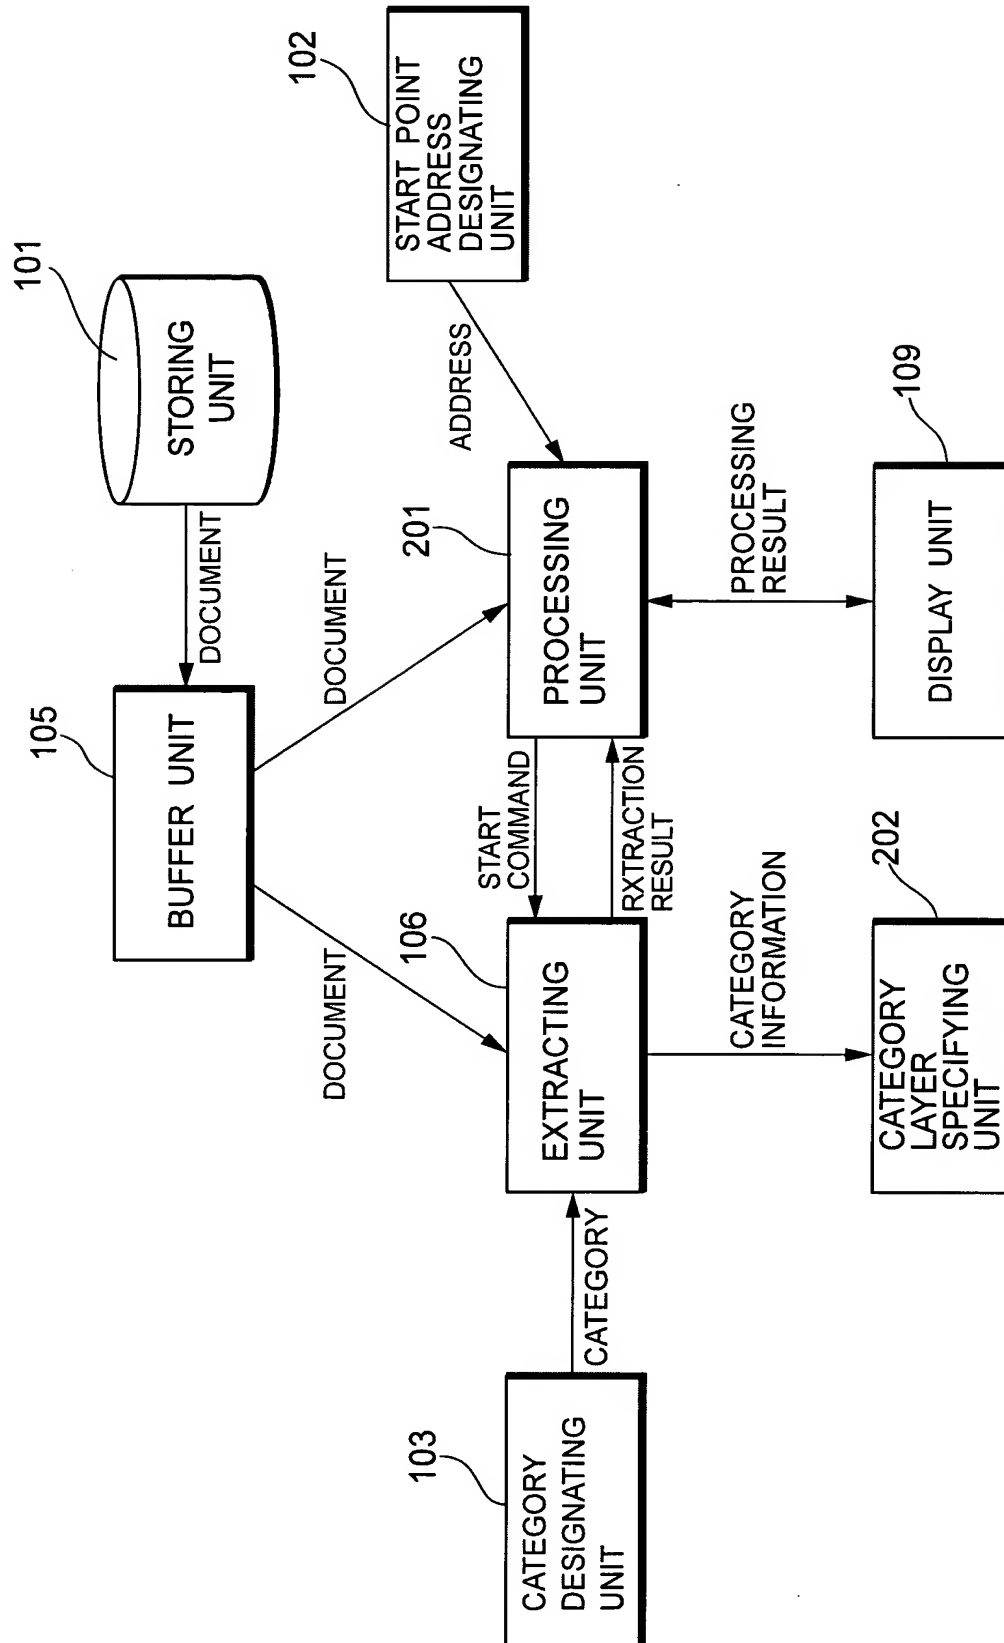 101
STORING
UNIT
102
START POINT
ADDRESS
DESIGNATING
UNIT
DOCUMENT
105
BUFFER UNIT
ADDRESS
DOCUMENT
DOCUMENT
201
PROCESSING
UNIT
START
COMMAND
RXTRACTION
RESULT
106
EXTRACTING
UNIT
103
CATEGORY
DESIGNATING
UNIT
CATEGORY
CATEGORY
INFORMATION
202
CATEGORY
LAYER
SPECIFYING
UNIT
PROCESSING
RESULT
109
DISPLAY UNIT